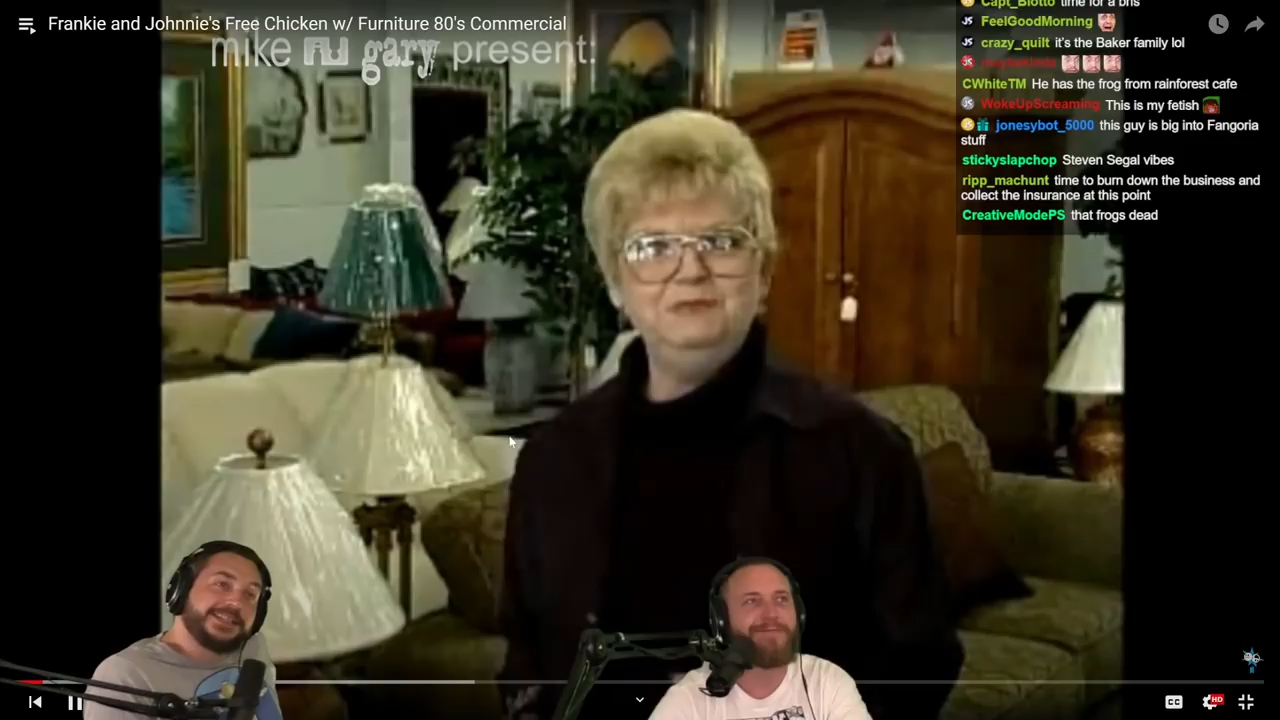 Frankie and Johnnie's Free Chicken w/ Furniture 80's Commercial
mike and gary present:
Capt_Blotto time for a bns
FeelGoodMorning
crazy_quilt it's the Baker family lol
CWhiteTM He has the frog from rainforest cafe
WokeUpScreaming This is my fetish
jonesybot_5000 this guy is big into Fangoria
stuff
stickyslapchop Steven Segal vibes
ripp_machunt time to burn down the business and
collect the insurance at this point
CreativeModePS that frogs dead
CC
HD